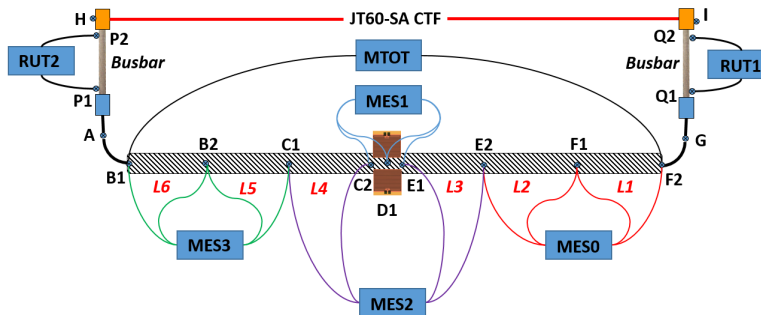 H JT60-SA CTF I
P2 Q2
RUT2 Busbar MTOT Busbar RUT1
P1 MES1 Q1
A G
B2 C1 E2 F1
B1 L6 L5 L4 C2 E1 L3 L2 L1 F2
D1
MES3 MES0
MES2